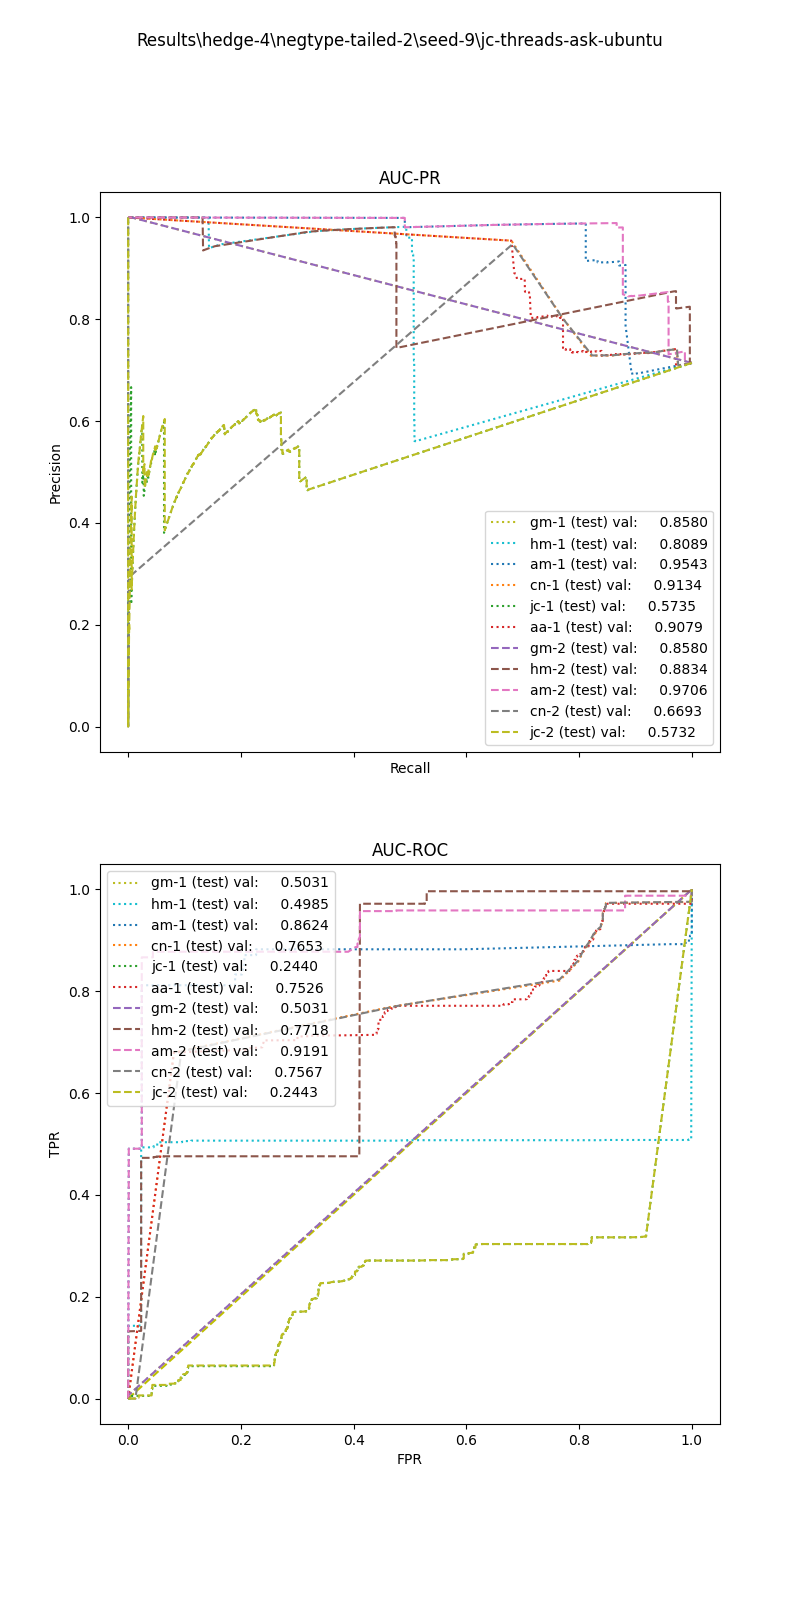 Results\hedge-4\negtype-tailed-2\seed-9\jc-threads-ask-ubuntu
AUC-PR
1.0
0.8
0.6
0.4
0.2
0.0
Precision
Recall
gm-1 (test) val: 0.8580
hm-1 (test) val: 0.8089
am-1 (test) val: 0.9543
cn-1 (test) val: 0.9134
jc-1 (test) val: 0.5735
aa-1 (test) val: 0.9079
gm-2 (test) val: 0.8580
hm-2 (test) val: 0.8834
am-2 (test) val: 0.9706
cn-2 (test) val: 0.6693
jc-2 (test) val: 0.5732
AUC-ROC
gm-1 (test) val: 0.5031
hm-1 (test) val: 0.4985
am-1 (test) val: 0.8624
cn-1 (test) val: 0.7653
jc-1 (test) val: 0.2440
aa-1 (test) val: 0.7526
gm-2 (test) val: 0.5031
hm-2 (test) val: 0.7718
am-2 (test) val: 0.9191
cn-2 (test) val: 0.7567
jc-2 (test) val: 0.2443
1.0
0.8
0.6
0.4
0.2
0.0
TPR
0.0 0.2 0.4 0.6 0.8 1.0
FPR